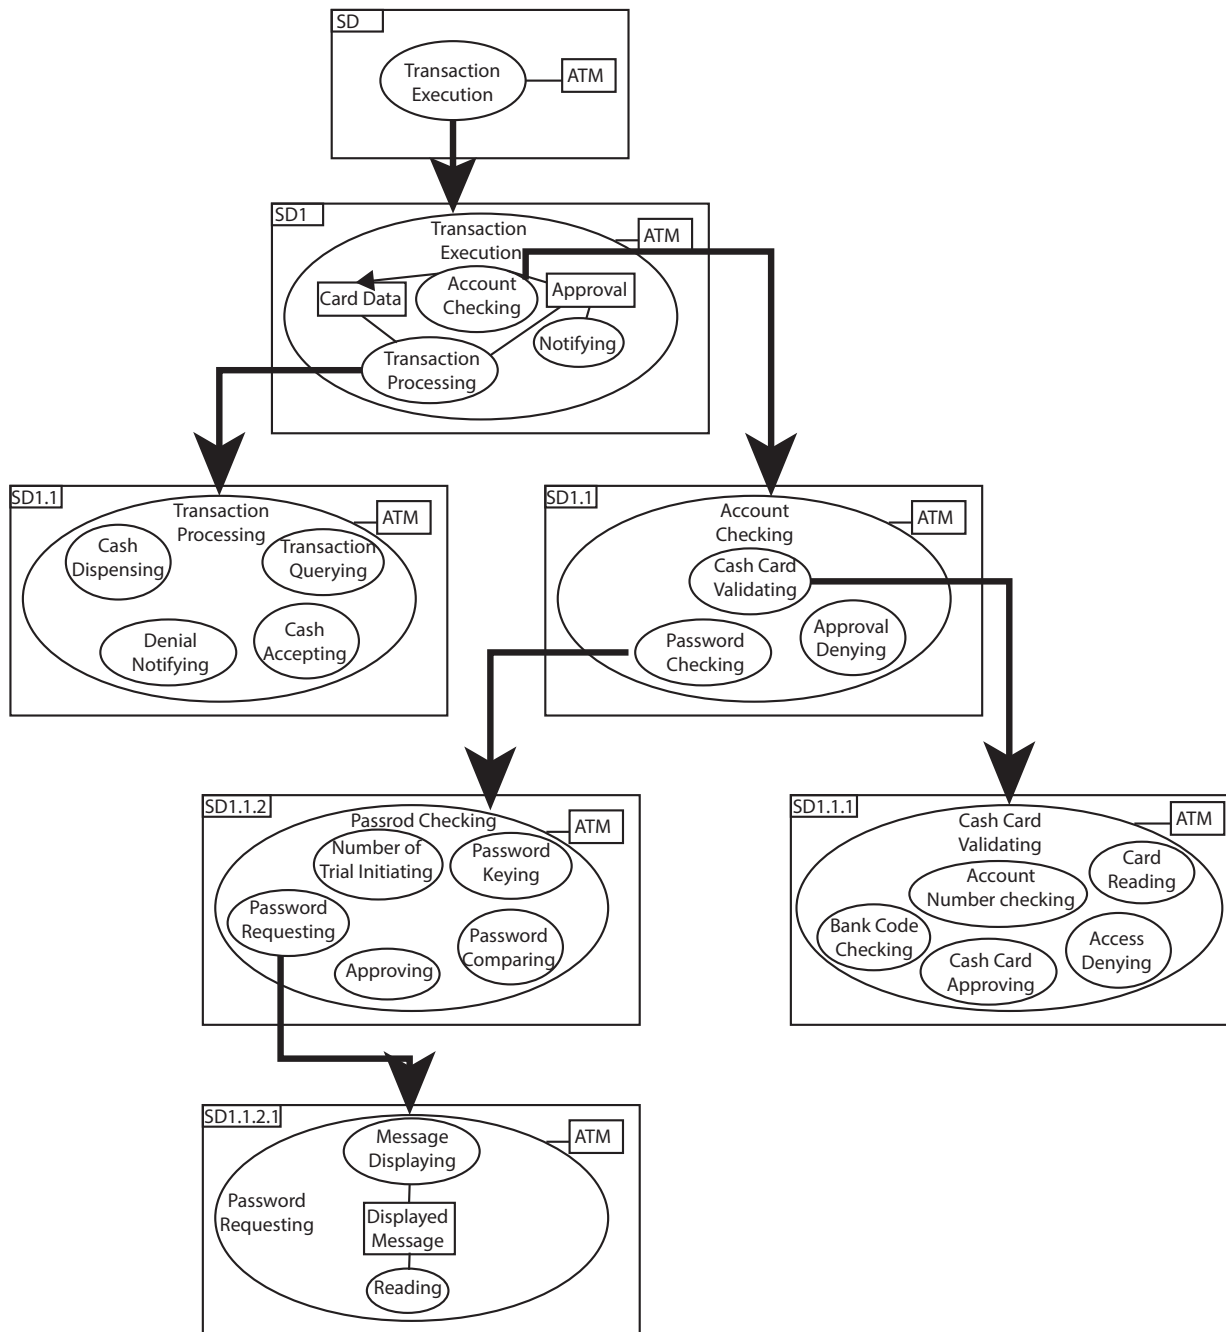 SD
Transaction
Execution
ATM
SD1
Transaction
Execution
ATM
Card Data
Account
Checking
Approval
Notifying
Transaction
Processing
SD1.1
Transaction
Processing
ATM
Cash
Dispensing
Transaction
Querying
Denial
Notifying
Cash
Accepting
SD1.1
Account
Checking
ATM
Cash Card
Validating
Password
Checking
Approval
Denying
SD1.1.2
Passrod Checking
ATM
Number of
Trial Initiating
Password
Keying
Password
Requesting
Approving
Password
Comparing
SD1.1.1
Cash Card
Validating
ATM
Card
Reading
Account
Number checking
Bank Code
Checking
Cash Card
Approving
Access
Denying
SD1.1.2.1
Message
Displaying
ATM
Password
Requesting
Displayed
Message
Reading